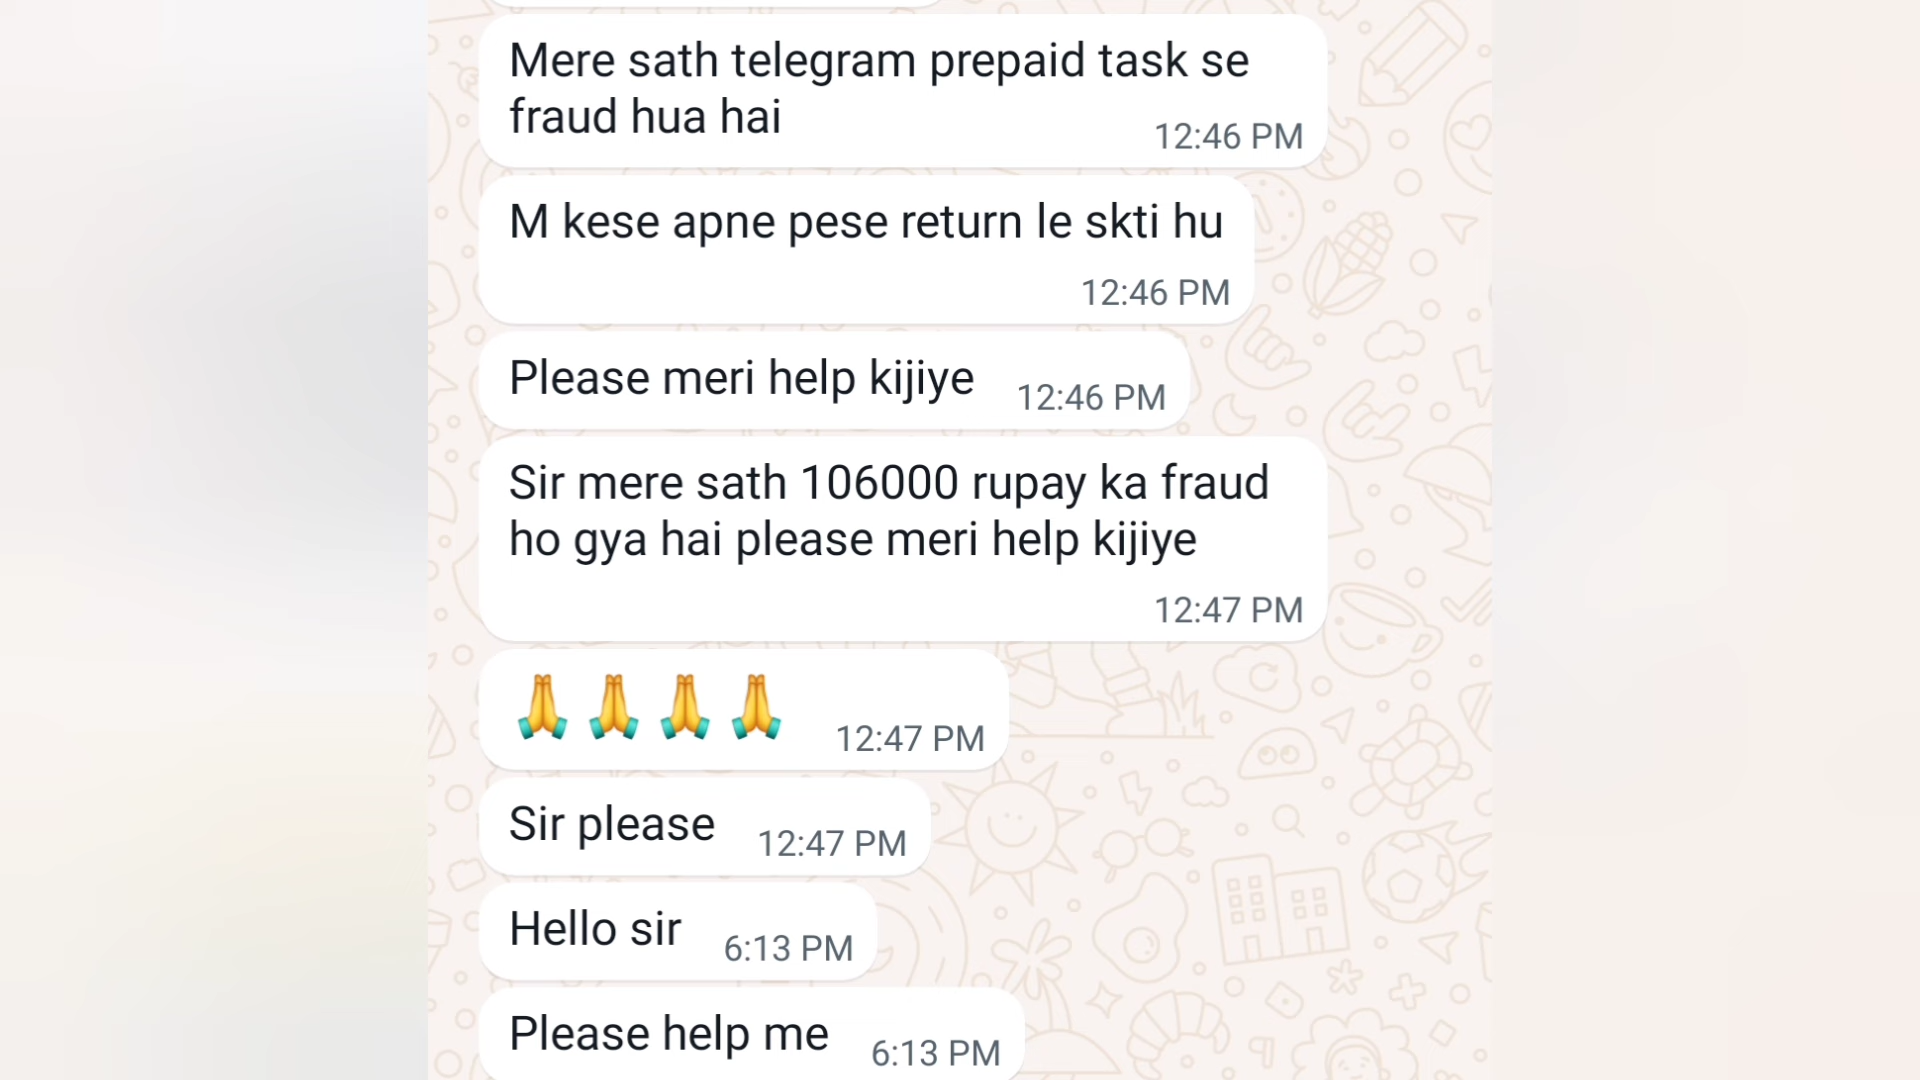 Mere sath telegram prepaid task se
fraud hua hai
12:46 PM
M kese apne pese return le skti hu
12:46 PM
Please meri help kijiye 12:46 PM
Sir mere sath 106000 rupay ka fraud
ho gya hai please meri help kijiye
12:47 PM
🙏🙏🙏🙏 12:47 PM
Sir please 12:47 PM
Hello sir 6:13 PM
Please help me 6:13 PM